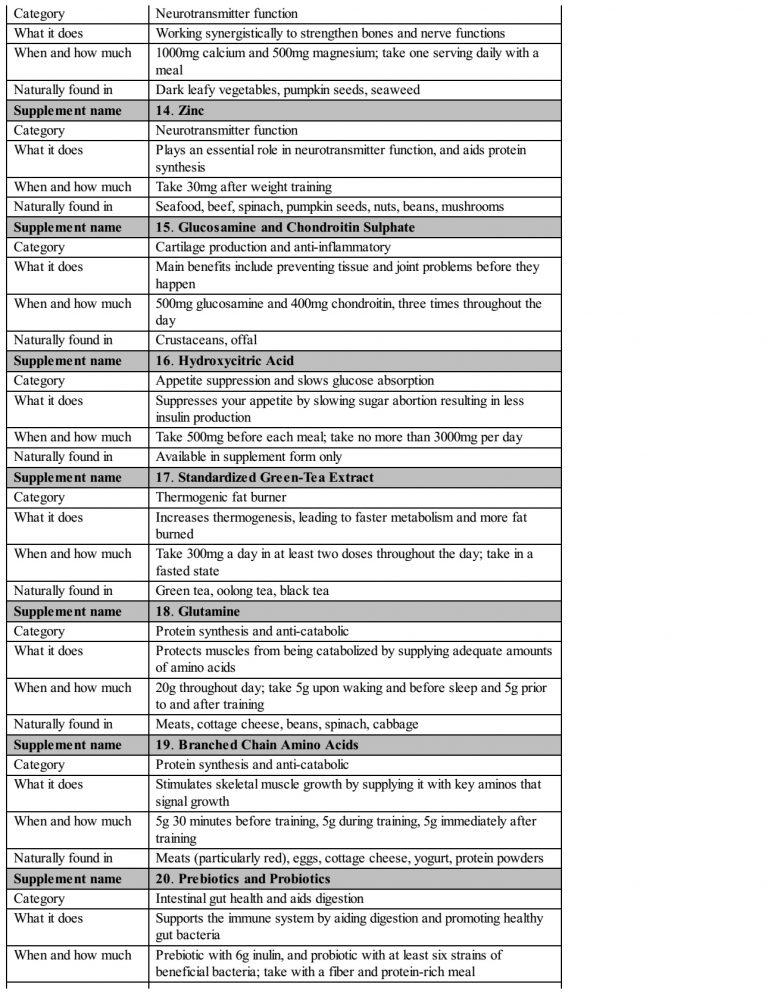 Category Neurotransmitter function
What it does Working synergistically to strengthen bones and nerve functions
When and how much 1000mg calcium and 500mg magnesium; take one serving daily with a
meal
Naturally found in Dark leafy vegetables, pumpkin seeds, seaweed
Supplement name 14. Zinc
Category Neurotransmitter function
What it does Plays an essential role in neurotransmitter function, and aids protein
synthesis
When and how much Take 30mg after weight training
Naturally found in Seafood, beef, spinach, pumpkin seeds, nuts, beans, mushrooms
Supplement name 15. Glucosamine and Chondroitin Sulphate
Category Cartilage production and anti-inflammatory
What it does Main benefits include preventing tissue and joint problems before they
happen
When and how much 500mg glucosamine and 400mg chondroitin, three times throughout the
day
Naturally found in Crustaceans, offal
Supplement name 16. Hydroxycitric Acid
Category Appetite suppression and slows glucose absorption
What it does Suppresses your appetite by slowing sugar abortion resulting in less
insulin production
When and how much Take 500mg before each meal; take no more than 3000mg per day
Naturally found in Available in supplement form only
Supplement name 17. Standardized Green-Tea Extract
Category Thermogenic fat burner
What it does Increases thermogenesis, leading to faster metabolism and more fat
burned
When and how much Take 300mg a day in at least two doses throughout the day; take in a
fasted state
Naturally found in Green tea, oolong tea, black tea
Supplement name 18. Glutamine
Category Protein synthesis and anti-catabolic
What it does Protects muscles from being catabolized by supplying adequate amounts
of amino acids
When and how much 20g throughout day; take 5g upon waking and before sleep and 5g prior
to and after training
Naturally found in Meats, cottage cheese, beans, spinach, cabbage
Supplement name 19. Branched Chain Amino Acids
Category Protein synthesis and anti-catabolic
What it does Stimulates skeletal muscle growth by supplying it with key aminos that
signal growth
When and how much 5g 30 minutes before training, 5g during training, 5g immediately after
training
Naturally found in Meats (particularly red), eggs, cottage cheese, yogurt, protein powders
Supplement name 20. Prebiotics and Probiotics
Category Intestinal gut health and aids digestion
What it does Supports the immune system by aiding digestion and promoting healthy
gut bacteria
When and how much Prebiotic with 6g inulin, and probiotic with at least six strains of
beneficial bacteria; take with a fiber and protein-rich meal